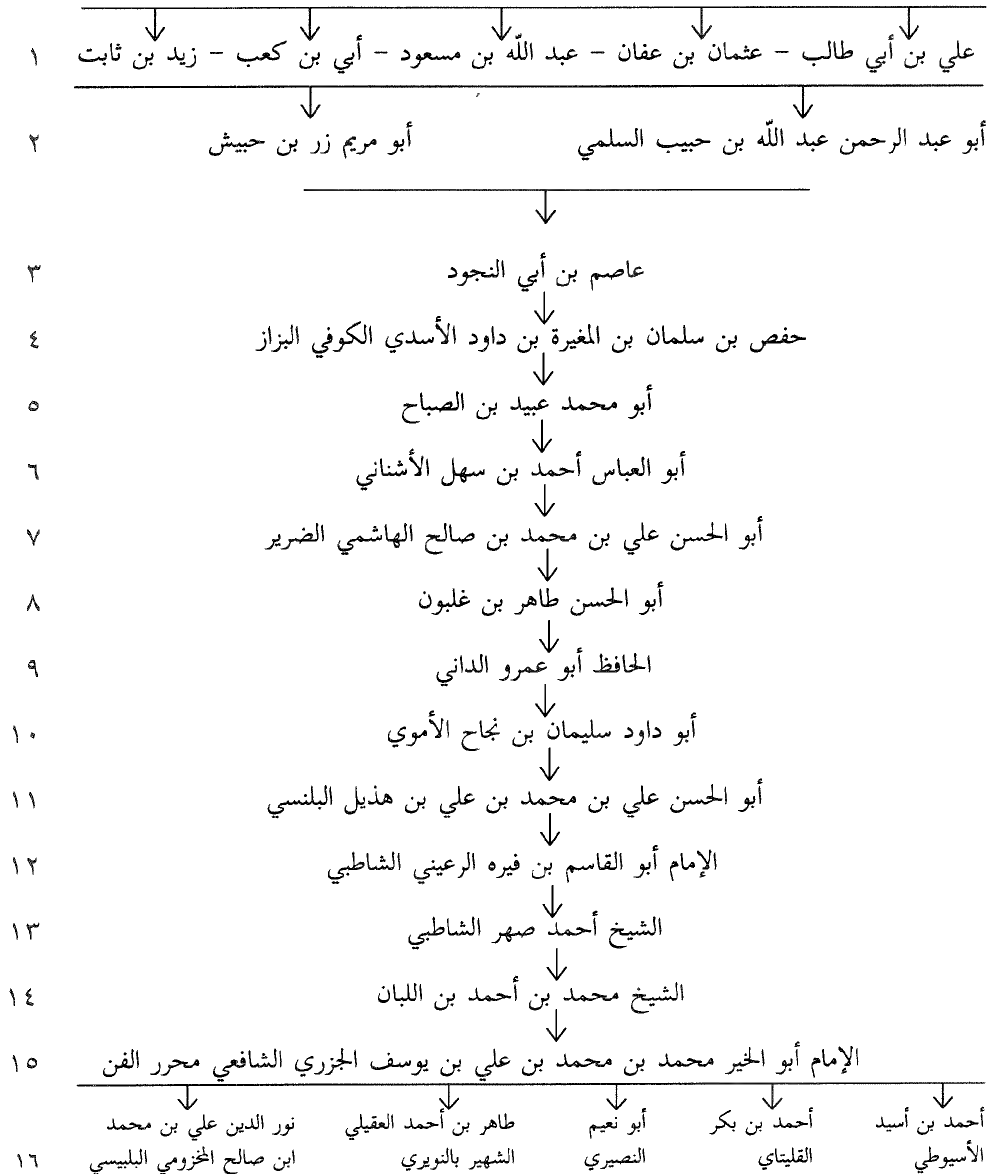 ١ علي بن أبي طالب – عثمان بن عفان – عبد اللّه بن مسعود – أبي بن كعب – زيد بن ثابت
٢ أبو عبد الرحمن عبد اللّه بن حبيب السلمي أبو مريم زر بن حبيش
٣ عاصم بن أبي النجود
٤ حفص بن سلمان بن المغيرة بن داود الأسدي الكوفي البزاز
٥ أبو محمد عبيد بن الصباح
٦ أبو العباس أحمد بن سهل الأشناني
٧ أبو الحسن علي بن محمد بن صالح الهاشمي الضرير
٨ أبو الحسن طاهر بن غلبون
٩ الحافظ أبو عمرو الداني
١٠ أبو داود سليمان بن نجاح الأموي
١١ أبو الحسن علي بن محمد بن علي بن هذيل البلنسي
١٢ الإمام أبو القاسم بن فيره الرعيني الشاطبي
١٣ الشيخ أحمد صهر الشاطبي
١٤ الشيخ محمد بن أحمد بن اللبان
١٥ الإمام أبو الخير محمد بن محمد بن علي بن يوسف الجزري الشافعي محرر الفن
أحمد بن أسيد أحمد بن بكر أبو نعيم طاهر بن أحمد العقيلي نور الدين علي بن محمد
١٦ الأسيوطي القليتاي النصيري الشهير بالنويري ابن صالح المخزومي البلبيسي